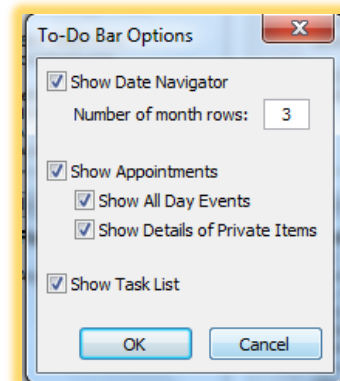 To-Do Bar Options
Show Date Navigator
Number of month rows: 3
Show Appointments
Show All Day Events
Show Details of Private Items
Show Task List
OK Cancel